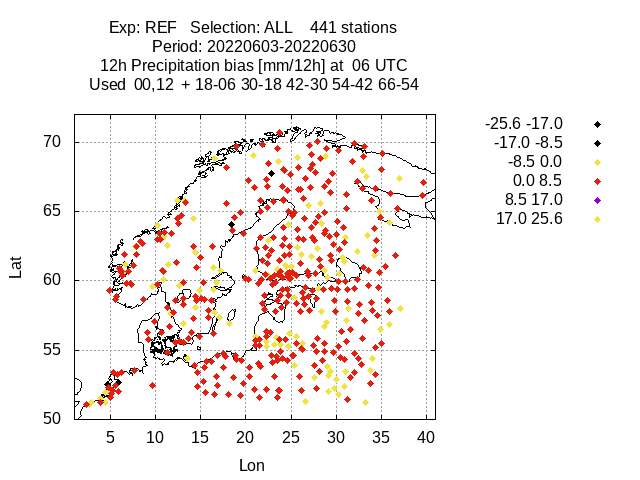 Exp: REF   Selection: ALL    441 stations
Period: 20220603-20220630
12h Precipitation bias [mm/12h] at  06 UTC
Used  00,12  + 18-06 30-18 42-30 54-42 66-54
-25.6 -17.0
-17.0 -8.5
-8.5 0.0
0.0 8.5
8.5 17.0
17.0 25.6
70
65
60
55
50
Lat
5 10 15 20 25 30 35 40
Lon